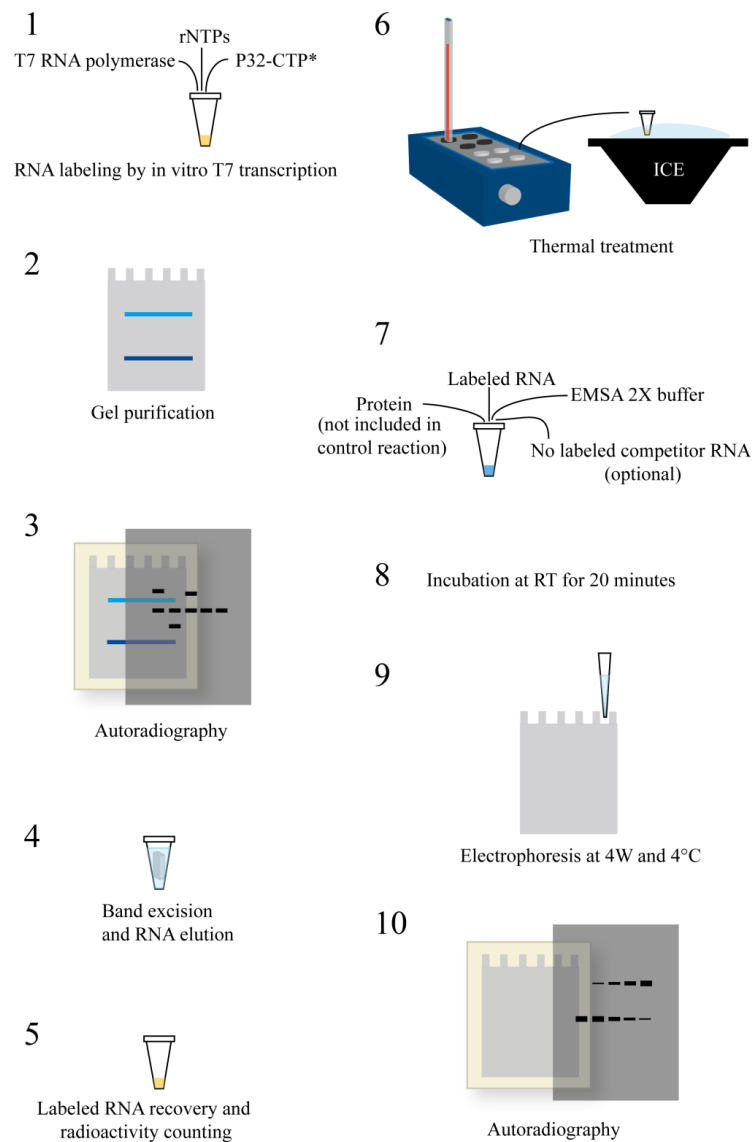 1
rNTPs
T7 RNA polymerase
P32-CTP*
RNA labeling by in vitro T7 transcription
2
Gel purification
3
Autoradiography
4
Band excision
and RNA elution
5
Labeled RNA recovery and
radioactivity counting
6
ICE
Thermal treatment
7
Labeled RNA
Protein
(not included in
control reaction)
EMSA 2X buffer
No labeled competitor RNA
(optional)
8
Incubation at RT for 20 minutes
9
Electrophoresis at 4W and 4°C
10
Autoradiography